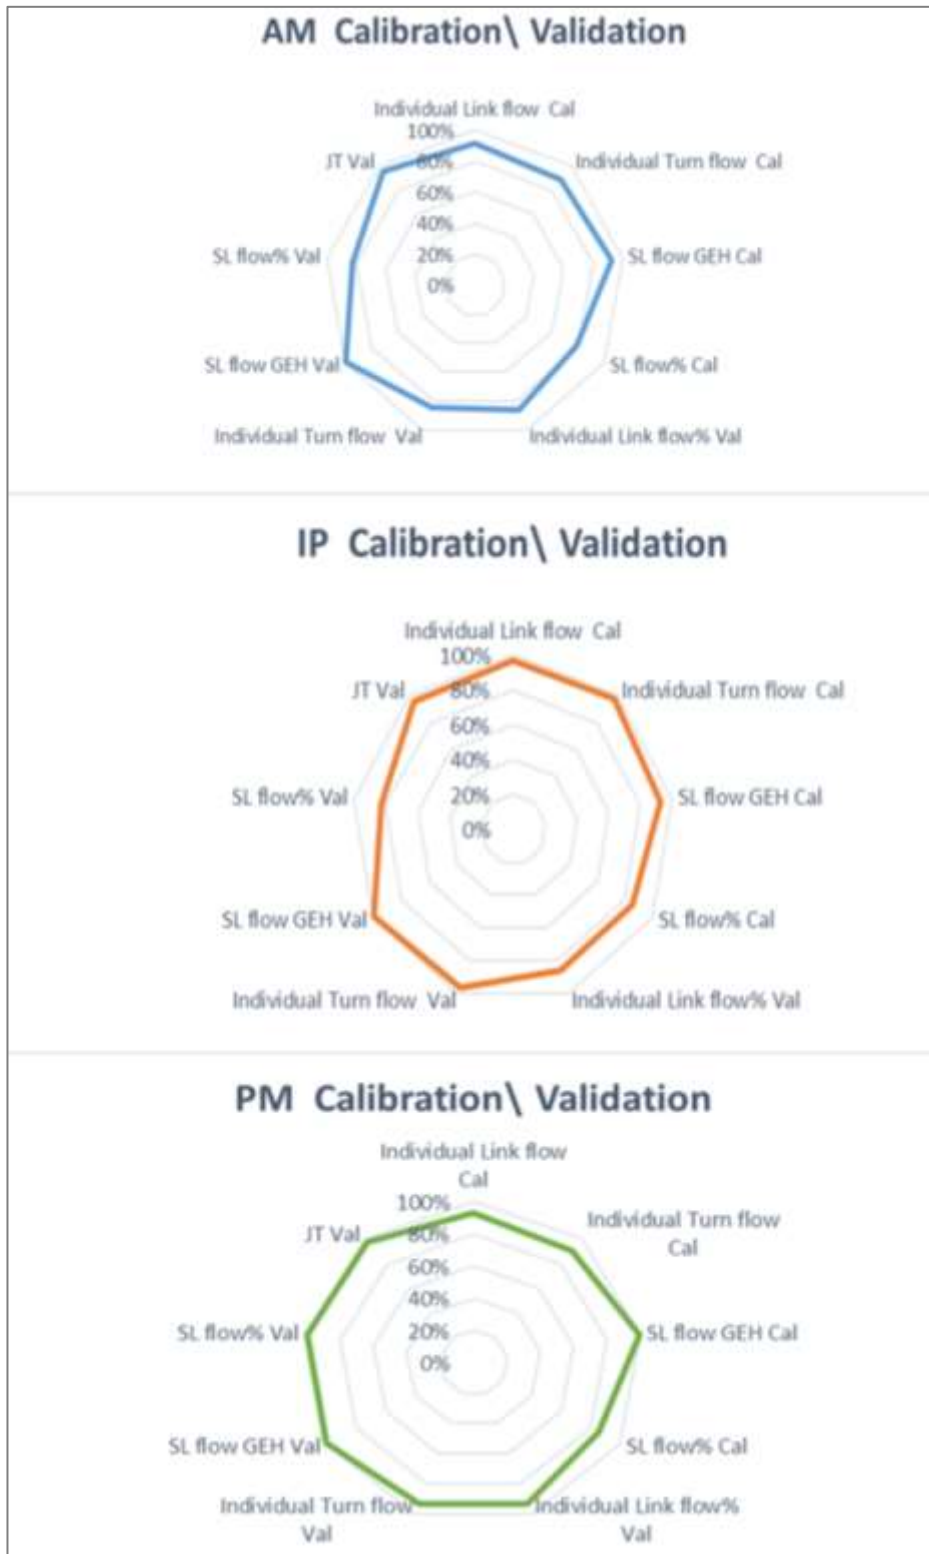 AM Calibration\ Validation
Individual Link flow Cal
100%
JT Val
80%
Individual Turn flow Cal
60%
40%
SL flow% Val
20%
SL flow GEH Cal
0%
SL flow GEH Val
SL flow% Cal
Individual Turn flow Val
Individual Link flow% Val
IP Calibration\ Validation
Individual Link flow Cal
100%
JT Val
80%
Individual Turn flow Cal
60%
40%
SL flow% Val
20%
SL flow GEH Cal
0%
SL flow GEH Val
SL flow% Cal
Individual Turn flow Val
Individual Link flow% Val
PM Calibration\ Validation
Individual Link flow
Cal
100%
Individual Turn flow
Cal
JT Val
80%
60%
40%
SL flow% Val
20%
SL flow GEH Cal
0%
SL flow GEH Val
SL flow% Cal
Individual Turn flow
Val
Individual Link flow%
Val